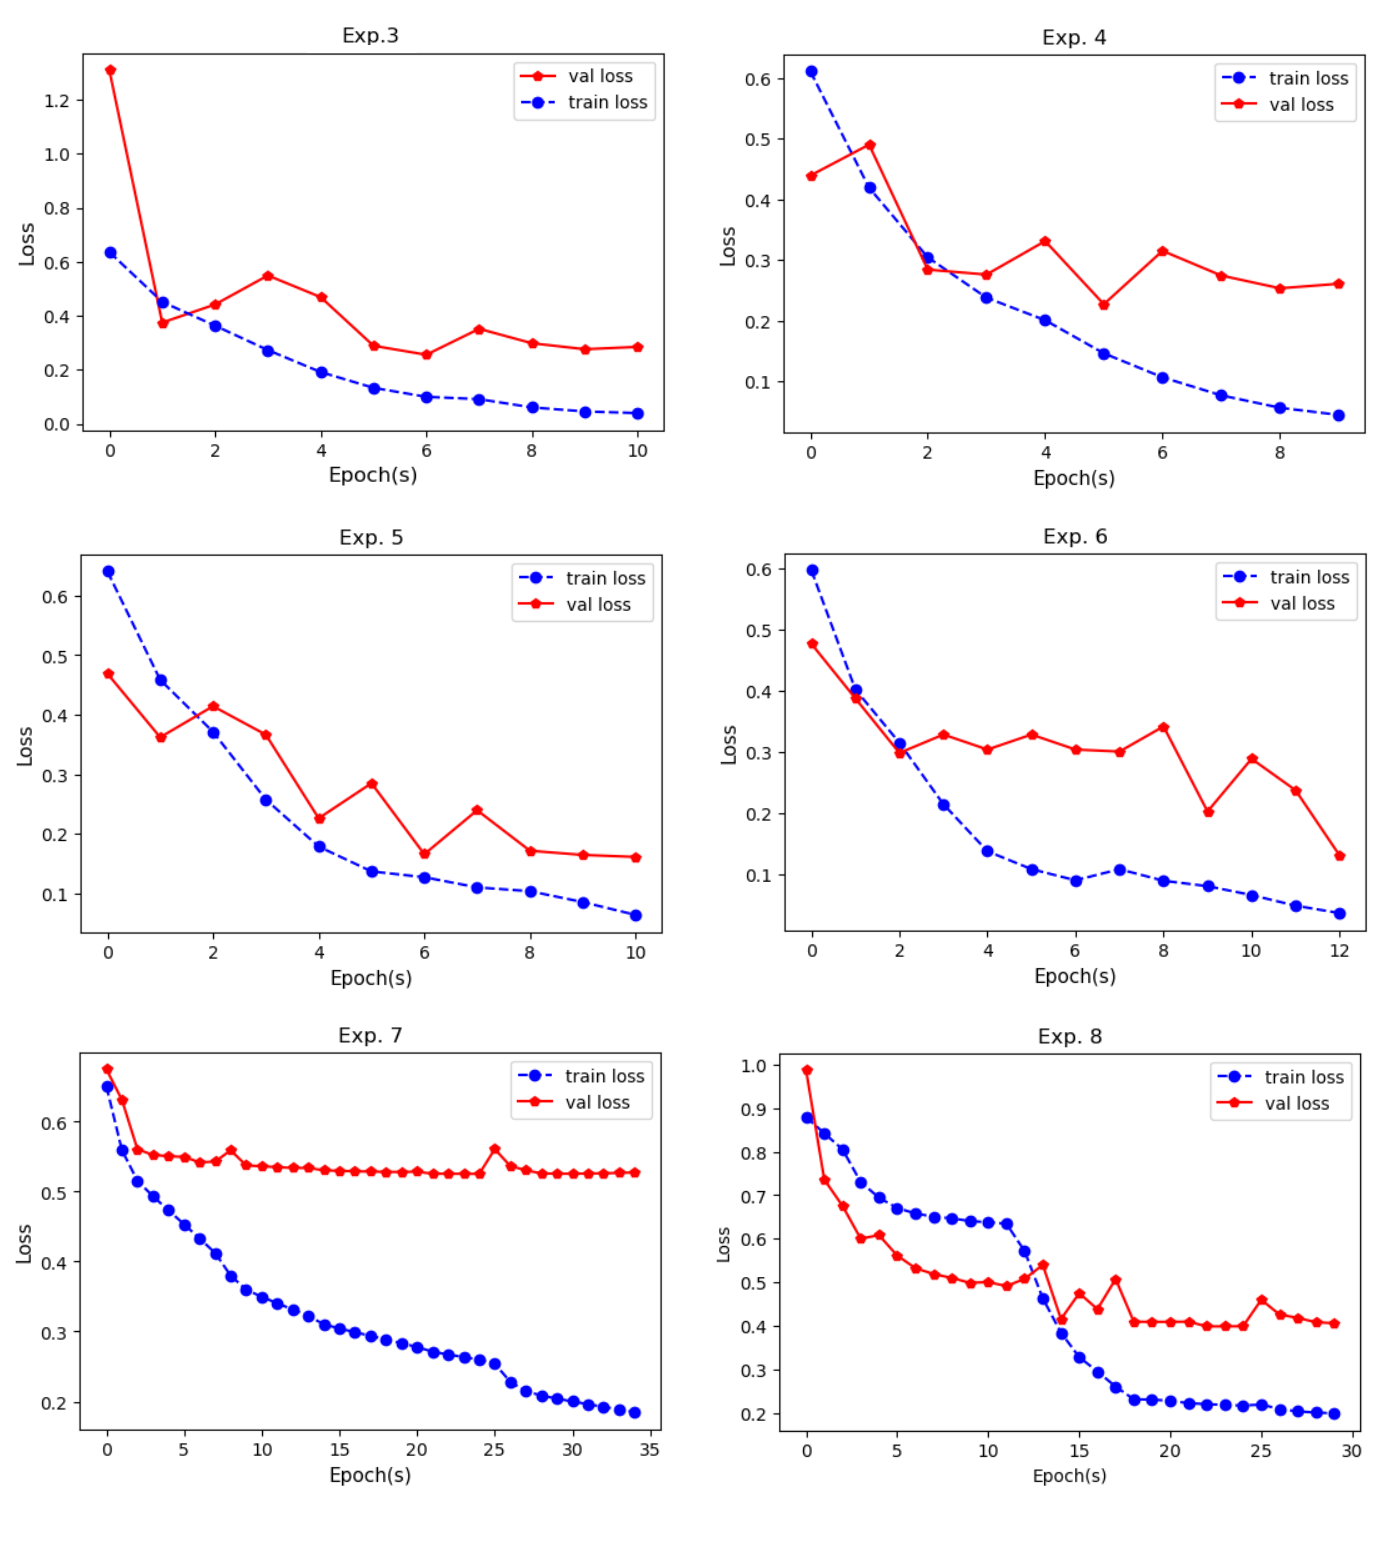 Exp.3
val loss
train loss
1.2
1.0
0.8
0.6
0.4
0.2
0.0
Loss
0 2 4 6 8 10
Epoch(s)
Exp. 4
train loss
val loss
0.6
0.5
0.4
0.3
0.2
0.1
Loss
0 2 4 6 8
Epoch(s)
Exp. 5
train loss
val loss
0.6
0.5
0.4
0.3
0.2
0.1
Loss
0 2 4 6 8 10
Epoch(s)
Exp. 6
train loss
val loss
0.6
0.5
0.4
0.3
0.2
0.1
Loss
0 2 4 6 8 10 12
Epoch(s)
Exp. 7
train loss
val loss
0.6
0.5
0.4
0.3
0.2
Loss
0 5 10 15 20 25 30 35
Epoch(s)
Exp. 8
train loss
val loss
1.0
0.9
0.8
0.7
0.6
0.5
0.4
0.3
0.2
Loss
0 5 10 15 20 25 30
Epoch(s)